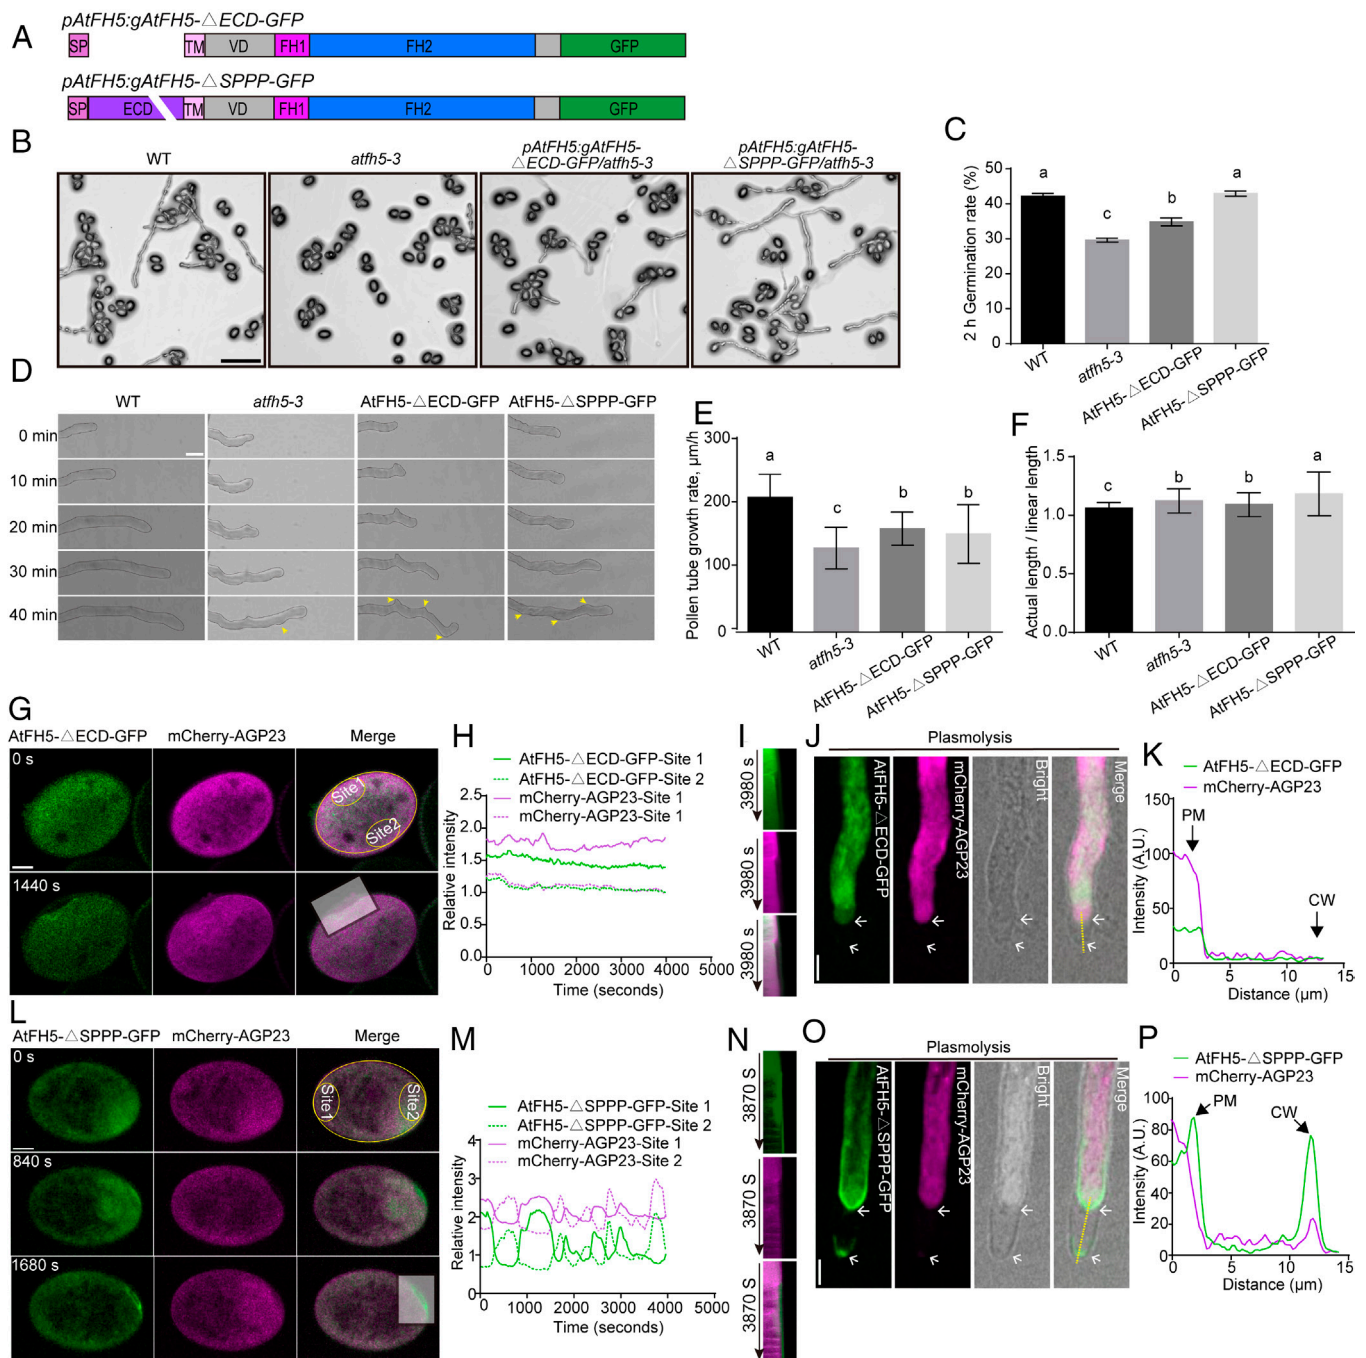 A
pAtFH5:gAtFH5-△ECD-GFP
SP TM VD FH1 FH2 GFP
pAtFH5:gAtFH5-△SPPP-GFP
SP ECD TM VD FH1 FH2 GFP
B
WT
atfh5-3
pAtFH5:gAtFH5-
△ECD-GFP/atfh5-3
pAtFH5:gAtFH5-
△SPPP-GFP/atfh5-3
C
2 h Germination rate (%)
50
40
30
20
10
0
a c b a
WT
atfh5-3
AtFH5-△ECD-GFP
AtFH5-△SPPP-GFP
D
WT atfh5-3 AtFH5-△ECD-GFP AtFH5-△SPPP-GFP
0 min
10 min
20 min
30 min
40 min
E
Pollen tube growth rate, µm/h
300
200
100
0
a c b b
WT
atfh5-3
AtFH5-△ECD-GFP
AtFH5-△SPPP-GFP
F
Actual length / linear length
1.5
1.0
0.5
0.0
c b b a
WT
atfh5-3
AtFH5-△ECD-GFP
AtFH5-△SPPP-GFP
G
AtFH5-△ECD-GFP mCherry-AGP23 Merge
0 s
Site1
Site2
1440 s
H
AtFH5-△ECD-GFP-Site 1
AtFH5-△ECD-GFP-Site 2
mCherry-AGP23-Site 1
mCherry-AGP23-Site 1
Relative intensity
2.5
2.0
1.5
1.0
0.5
0.0
0 1000 2000 3000 4000 5000
Time (seconds)
I
3980 s
3980 s
3980 s
J
Plasmolysis
AtFH5-△ECD-GFP
mCherry-AGP23
Bright
Merge
K
AtFH5-△ECD-GFP
mCherry-AGP23
Intensity (A.U.)
150
100
50
0
PM
CW
0 5 10 15
Distance (µm)
L
AtFH5-△SPPP-GFP mCherry-AGP23 Merge
0 s
Site1
Site2
840 s
1680 s
M
AtFH5-△SPPP-GFP-Site 1
AtFH5-△SPPP-GFP-Site 2
mCherry-AGP23-Site 1
mCherry-AGP23-Site 2
Relative intensity
4
3
2
1
0
0 1000 2000 3000 4000 5000
Time (seconds)
N
3870 S
3870 S
3870 S
O
Plasmolysis
AtFH5-△SPPP-GFP
mCherry-AGP23
Bright
Merge
P
AtFH5-△SPPP-GFP
mCherry-AGP23
Intensity (A.U.)
100
80
60
40
20
0
PM
CW
0 5 10 15
Distance (µm)